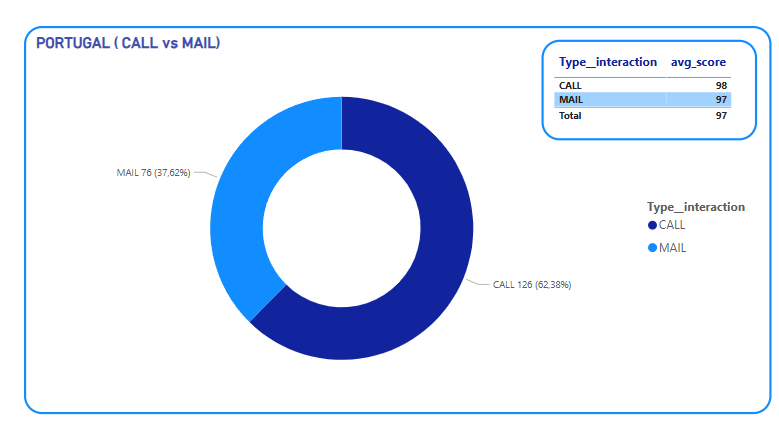 PORTUGAL ( CALL vs MAIL)
Type__interaction avg_score
CALL 98
MAIL 97
Total 97
MAIL 76 (37,62%)
Type__interaction
CALL
MAIL
CALL 126 (62,38%)